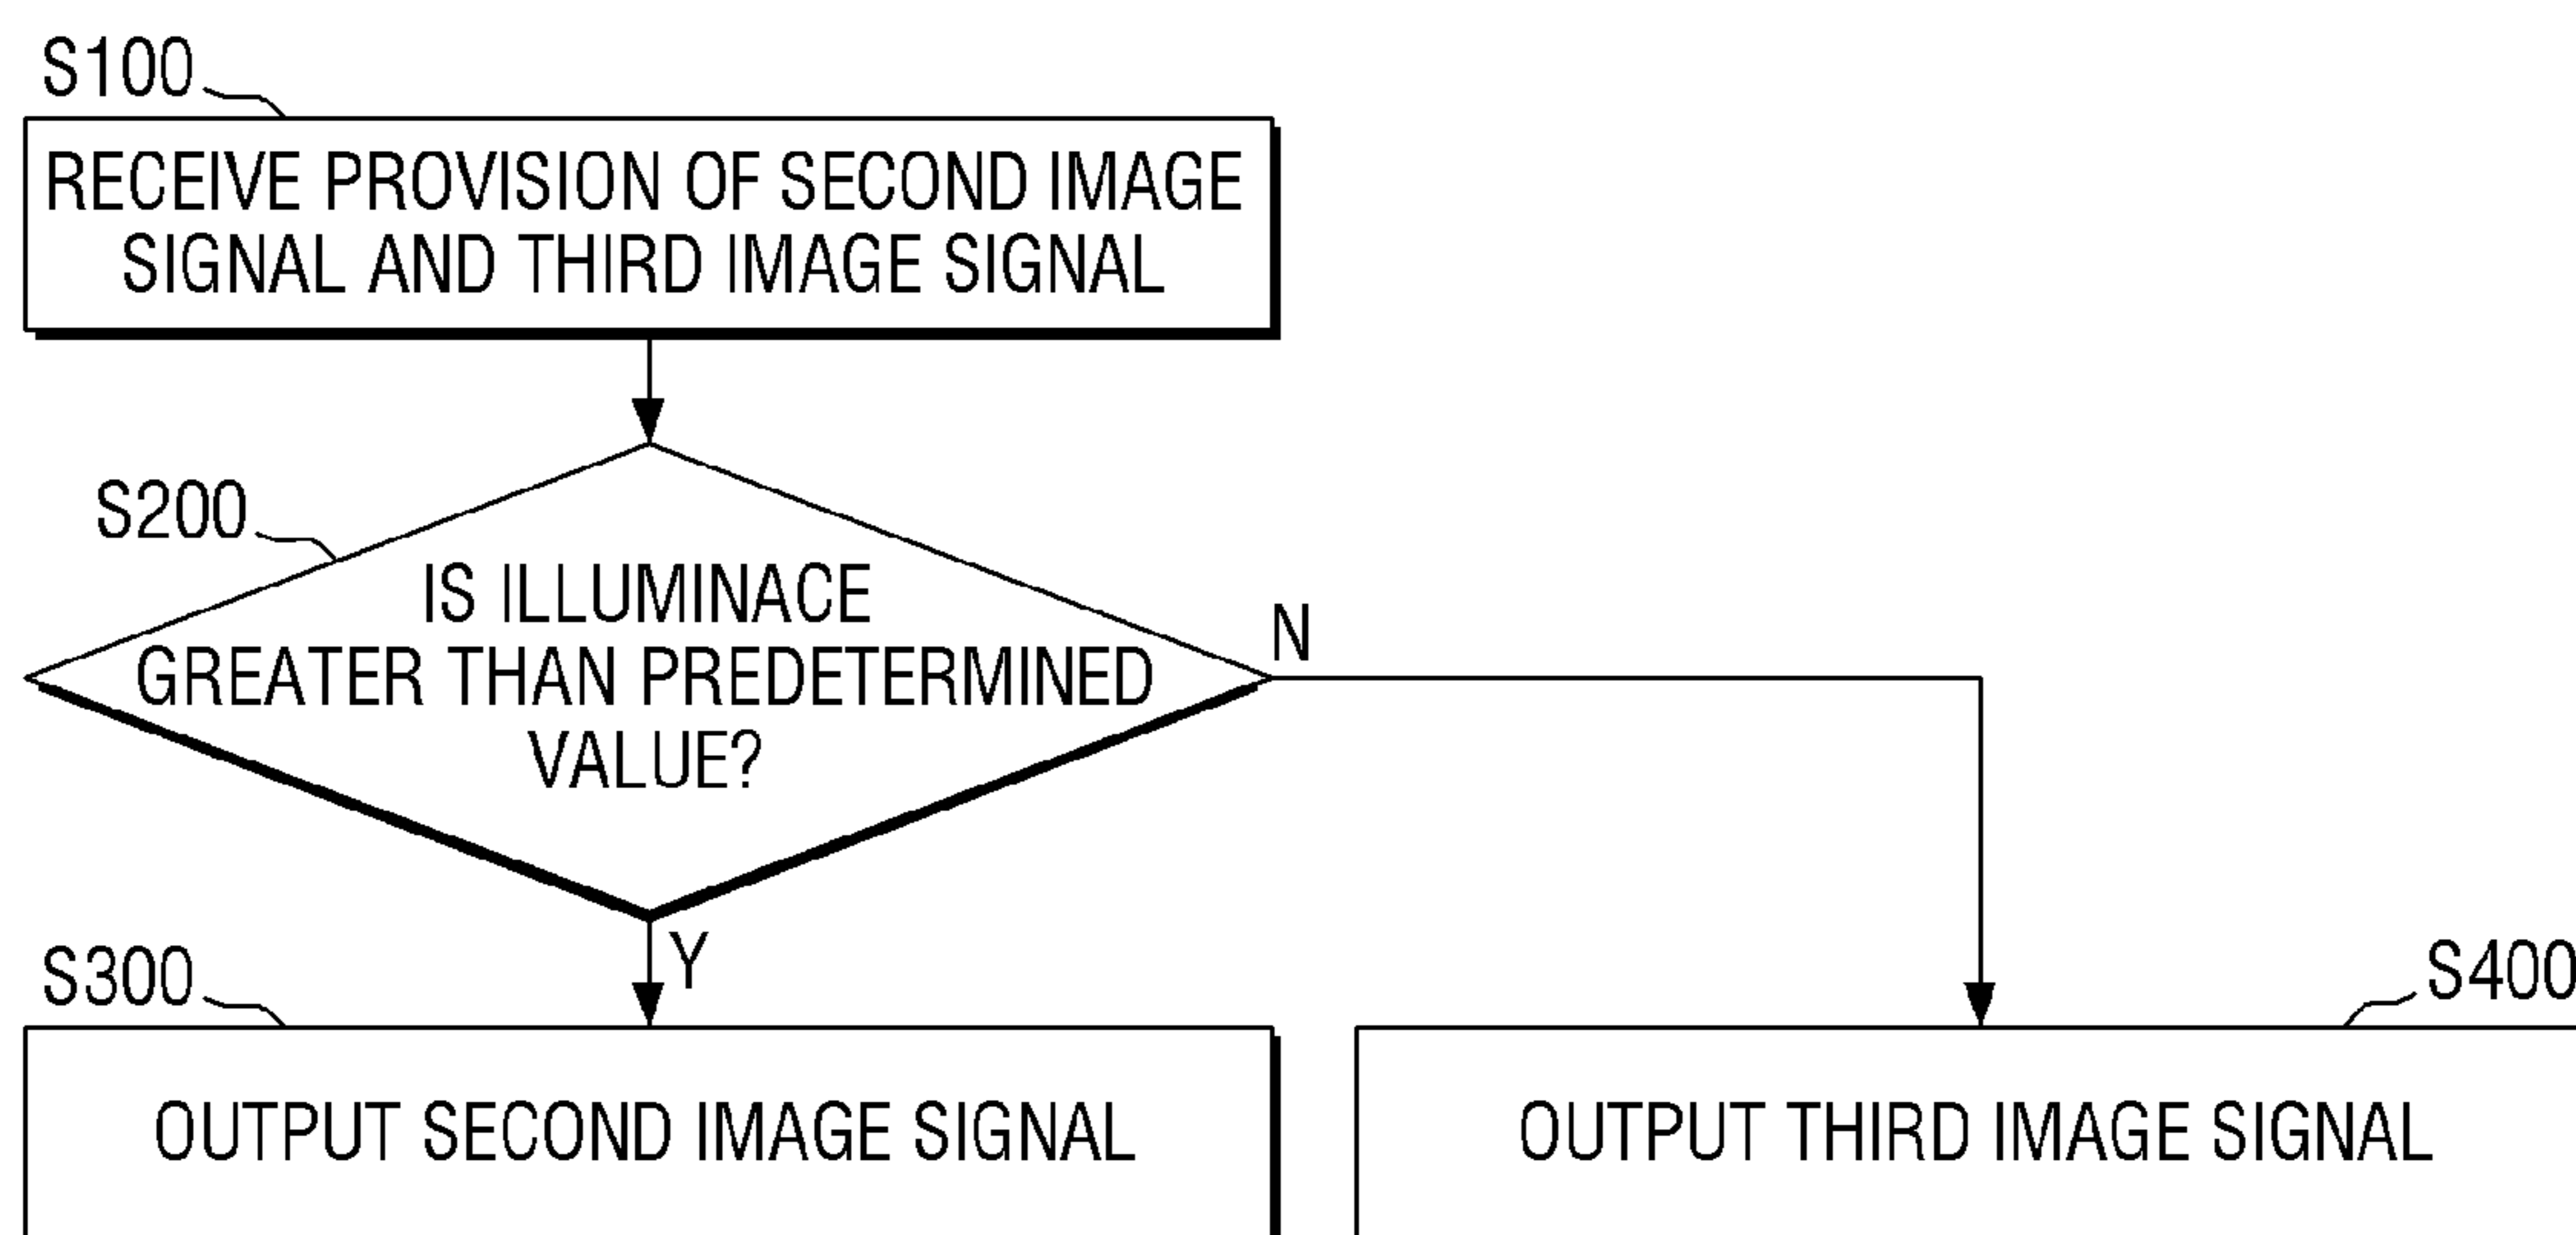 S100
RECEIVE PROVISION OF SECOND IMAGE
SIGNAL AND THIRD IMAGE SIGNAL
S200
IS ILLUMINACE
GREATER THAN PREDETERMINED
VALUE?
N
Y
S300
OUTPUT SECOND IMAGE SIGNAL
S400
OUTPUT THIRD IMAGE SIGNAL